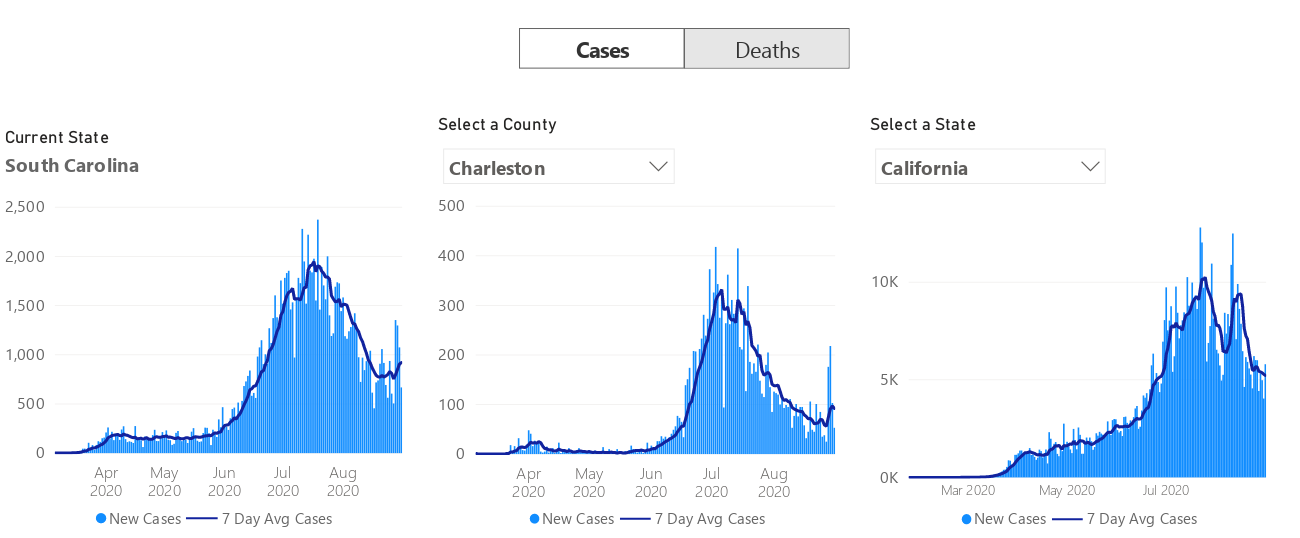 Cases
Deaths
Current State
South Carolina
2,500
2,000
1,500
1,000
500
0
Apr 2020
May 2020
Jun 2020
Jul 2020
Aug 2020
New Cases
7 Day Avg Cases
Select a County
Charleston
500
400
300
200
100
0
Apr 2020
May 2020
Jun 2020
Jul 2020
Aug 2020
New Cases
7 Day Avg Cases
Select a State
California
10K
5K
0K
Mar 2020
May 2020
Jul 2020
New Cases
7 Day Avg Cases